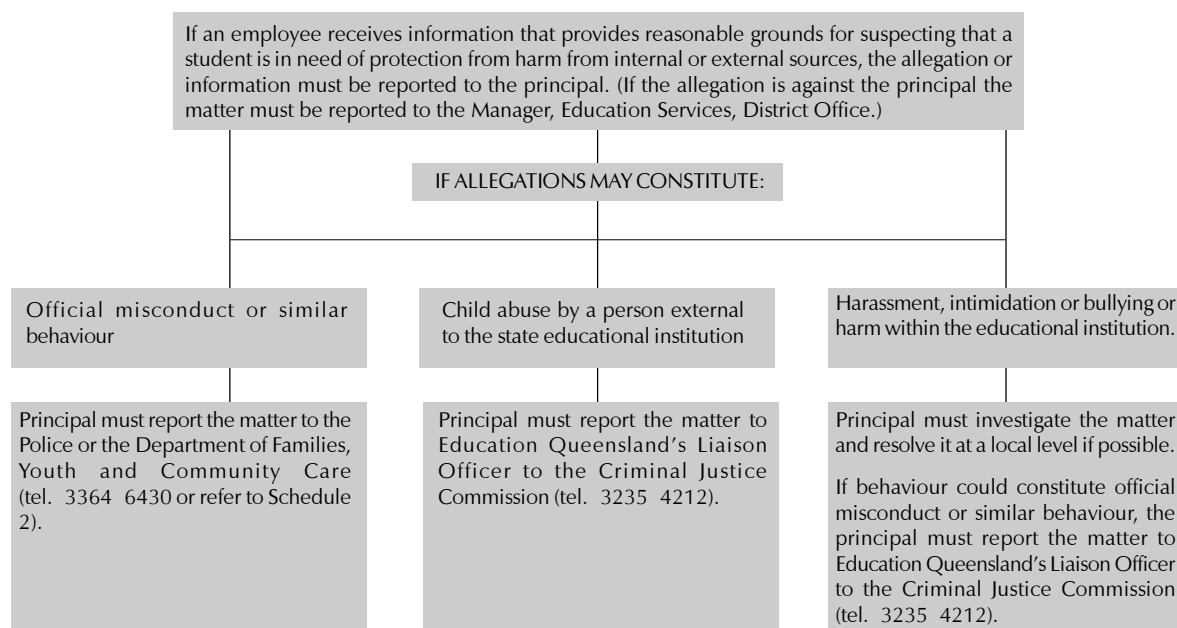 If an employee receives information that provides reasonable grounds for suspecting that a
student is in need of protection from harm from internal or external sources, the allegation or
information must be reported to the principal. (If the allegation is against the principal the
matter must be reported to the Manager, Education Services, District Office.)
IF ALLEGATIONS MAY CONSTITUTE:
Official misconduct or similar
behaviour
Principal must report the matter to the
Police or the Department of Families,
Youth and Community Care
(tel. 3364 6430 or refer to Schedule
2).
Child abuse by a person external
to the state educational institution
Principal must report the matter to
Education Queensland's Liaison
Officer to the Criminal Justice
Commission (tel. 3235 4212).
Harassment, intimidation or bullying or
harm within the educational institution.
Principal must investigate the matter
and resolve it at a local level if possible.
If behaviour could constitute official
misconduct or similar behaviour, the
principal must report the matter to
Education Queensland's Liaison Officer
to the Criminal Justice Commission
(tel. 3235 4212).